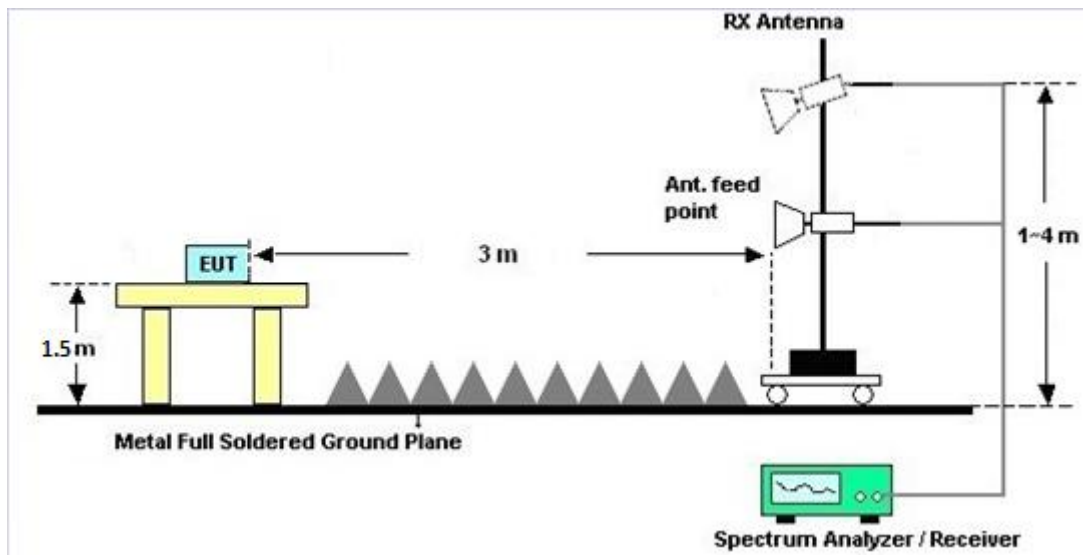 RX Antenna
Ant. feed
point
EUT
3 m
1~4 m
1.5 m
Metal Full Soldered Ground Plane
Spectrum Analyzer / Receiver